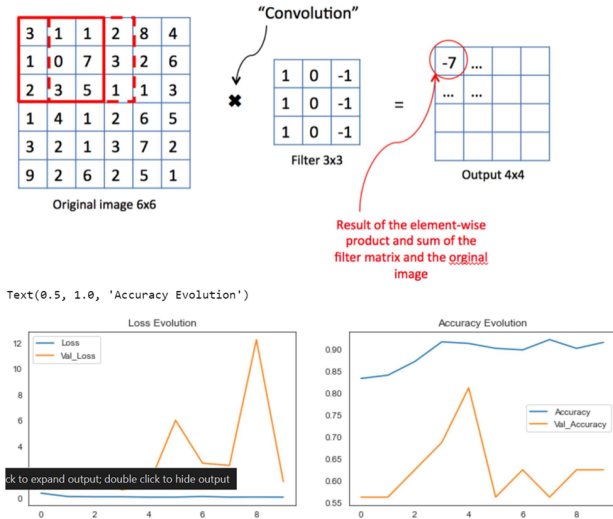 “Convolution”
3 1 1 2 8 4
1 0 7 3 2 6
2 3 5 1 1 3
1 4 1 2 6 5
3 2 1 3 7 2
9 2 6 2 5 1
Original image 6x6
✖
1 0 -1
1 0 -1
1 0 -1
Filter 3x3
=
-7 ...
... ...
Output 4x4
Result of the element-wise
product and sum of the
filter matrix and the orginal
image
Text(0.5, 1.0, 'Accuracy Evolution')
Loss Evolution
Loss
Val_Loss
12
10
8
6
4
ck to expand output; double click to hide output
0
0 2 4 6 8
Accuracy Evolution
0.90
0.85
0.80
0.75
0.70
0.65
0.60
0.55
Accuracy
Val_Accuracy
0 2 4 6 8